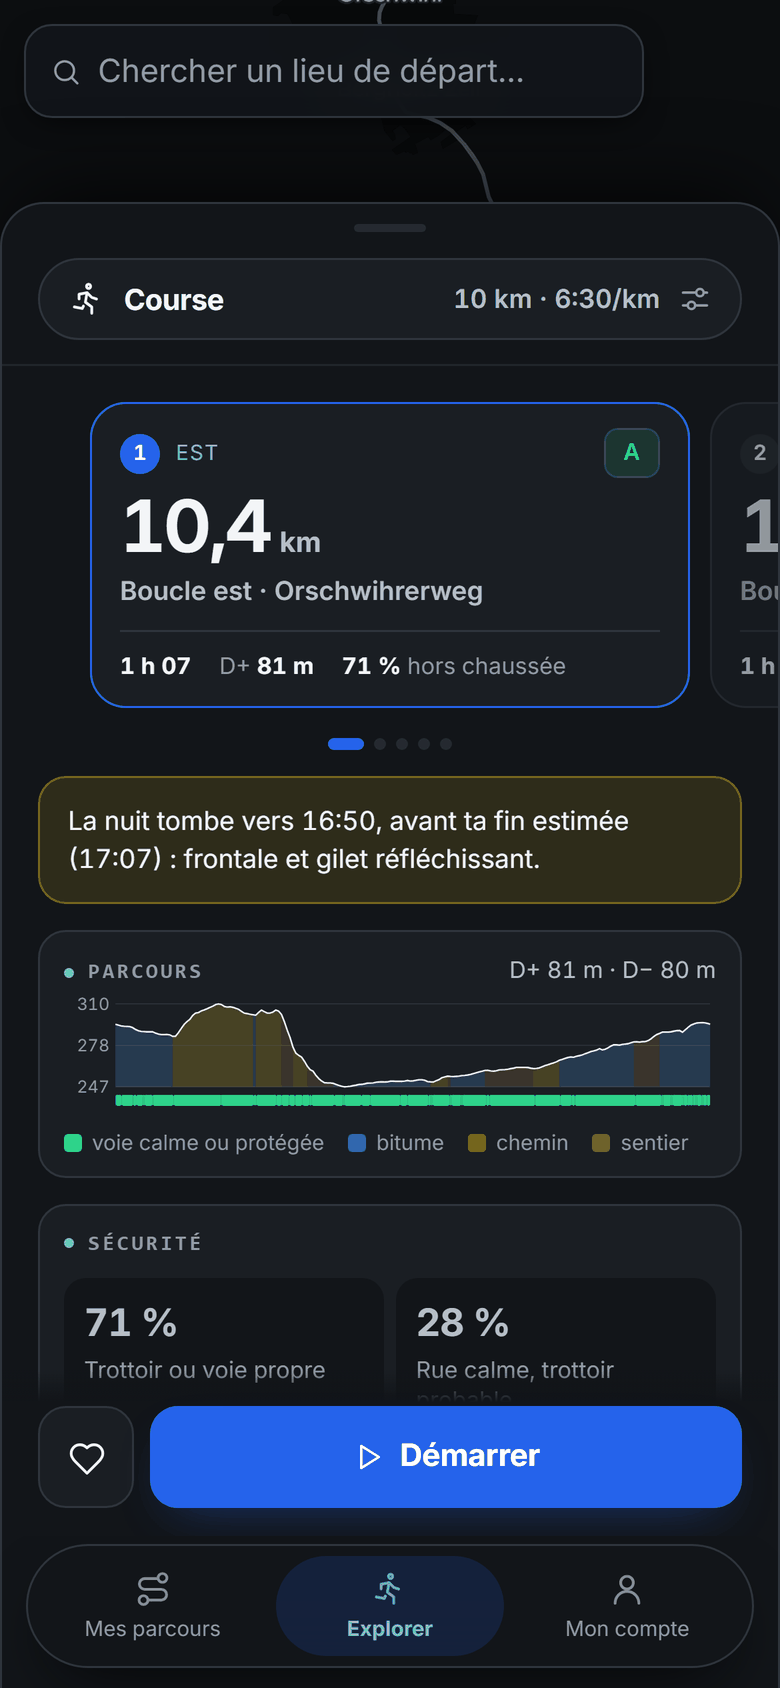 Chercher un lieu de départ...
Course
10 km · 6:30/km
1 EST A
10,4 km
Boucle est · Orschwihrerweg
1 h 07 D+ 81 m 71 % hors chaussée
2
1
1 h
La nuit tombe vers 16:50, avant ta fin estimée
(17:07) : frontale et gilet réfléchissant.
PARCOURS
D+ 81 m · D− 80 m
310
278
247
voie calme ou protégée bitume chemin sentier
SÉCURITÉ
71 %
Trottoir ou voie propre
28 %
Rue calme, trottoir
probable
Démarrer
Mes parcours
Explorer
Mon compte